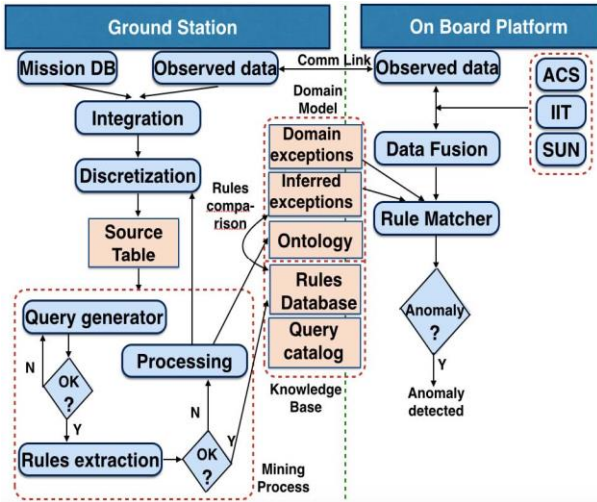 Ground Station
On Board Platform
Mission DB
Observed data
Comm Link
Observed data
ACS
IIT
SUN
Integration
Domain
Model
Domain
exceptions
Data Fusion
Discretization
Inferred
exceptions
Rules
compa-
rison
Rule Matcher
Source
Table
Ontology
Rules
Database
Query
catalog
Anomaly
?
Query generator
Processing
N
OK
?
Y
N
Y
Y
Knowledge
Base
Anomaly
detected
Rules extraction
OK
?
Mining
Process